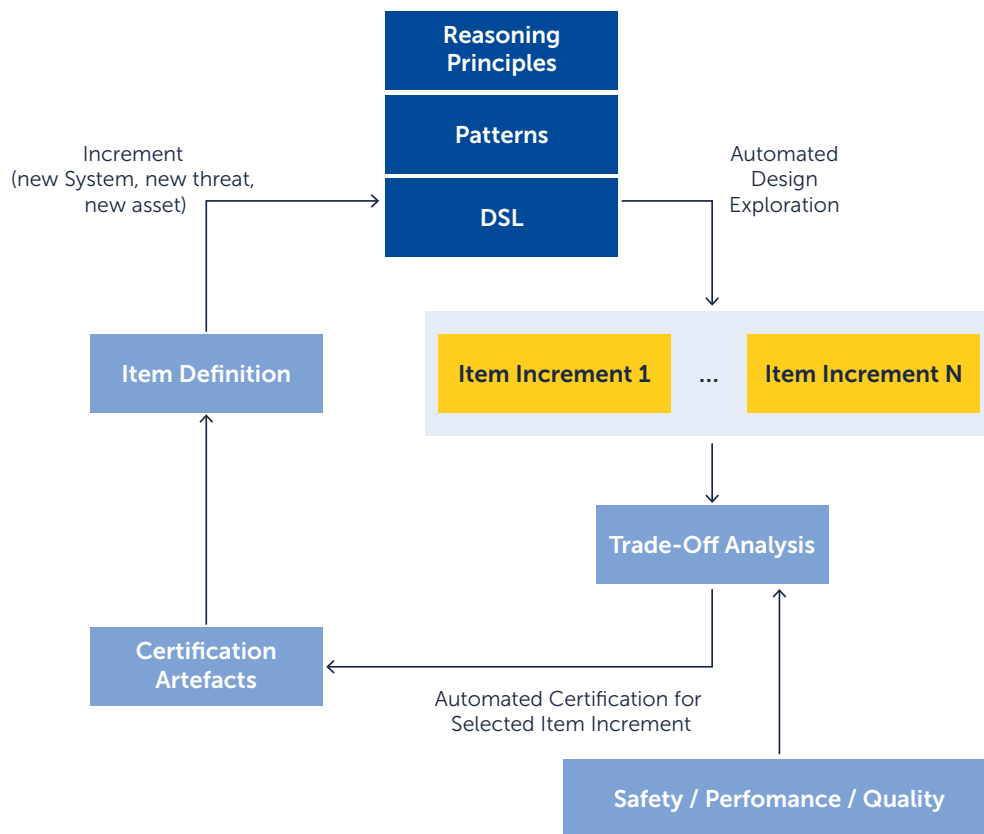 Reasoning
Principles
Patterns
DSL
Increment
(new System, new threat,
new asset)
Automated
Design
Exploration
Item Definition
Item Increment 1
...
Item Increment N
Trade-Off Analysis
Certification
Artefacts
Automated Certification for
Selected Item Increment
Safety / Perfomance / Quality